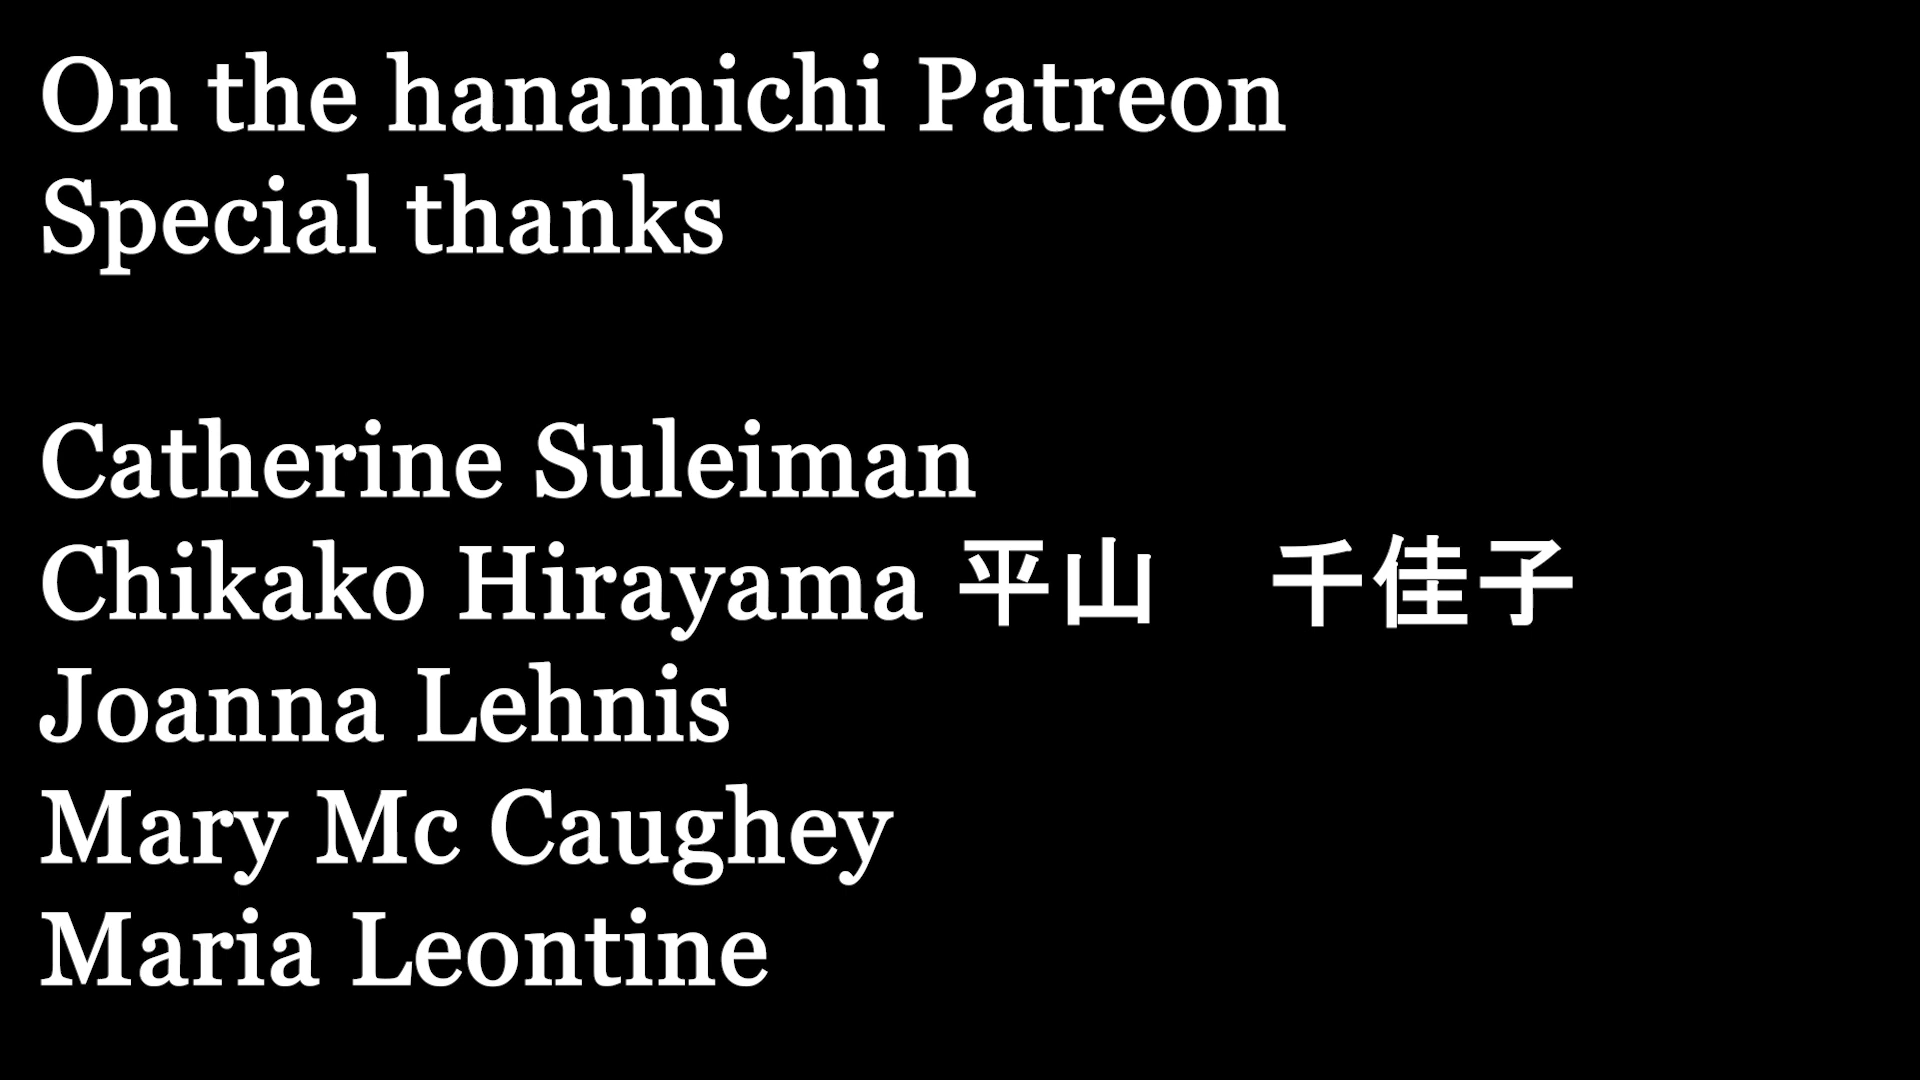 On the hanamichi Patreon
Special thanks
Catherine Suleiman
Chikako Hirayama 平山　千佳子
Joanna Lehnis
Mary Mc Caughey
Maria Leontine